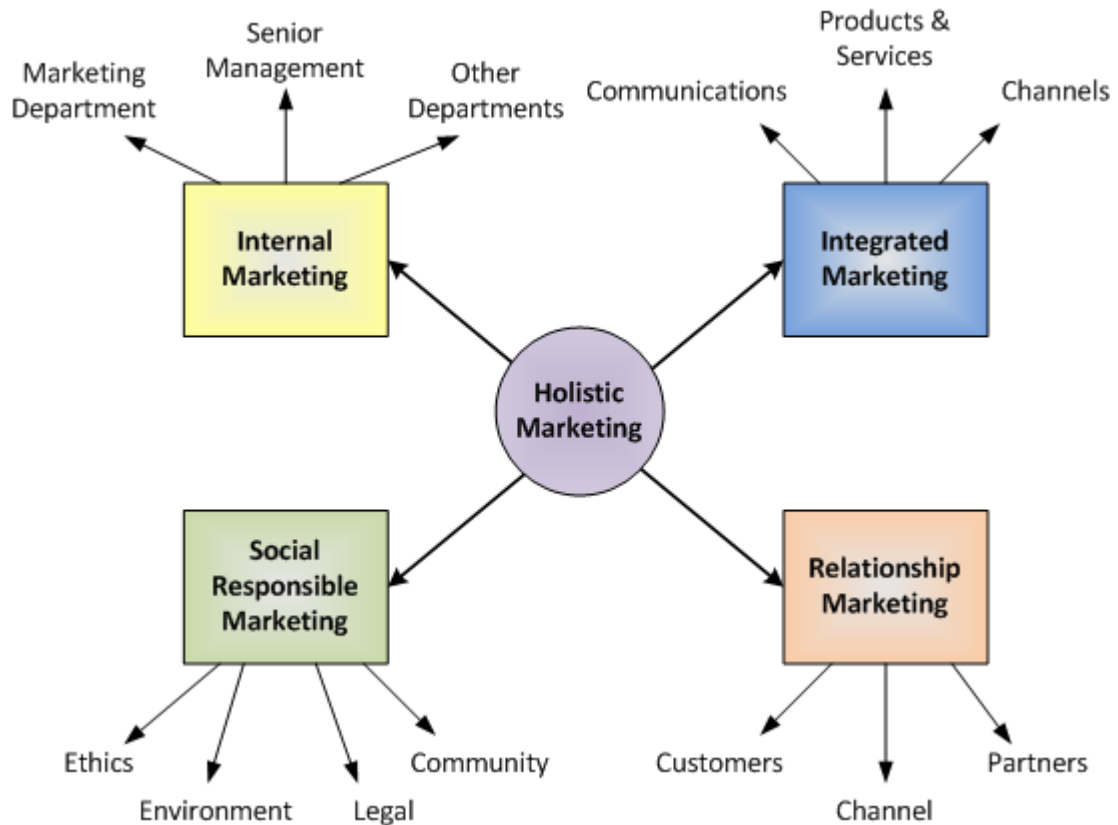 Senior
Management
Marketing
Department
Other
Departments
Products &
Services
Communications
Channels
Internal
Marketing
Integrated
Marketing
Holistic
Marketing
Social
Responsible
Marketing
Relationship
Marketing
Ethics
Environment
Legal
Community
Customers
Channel
Partners